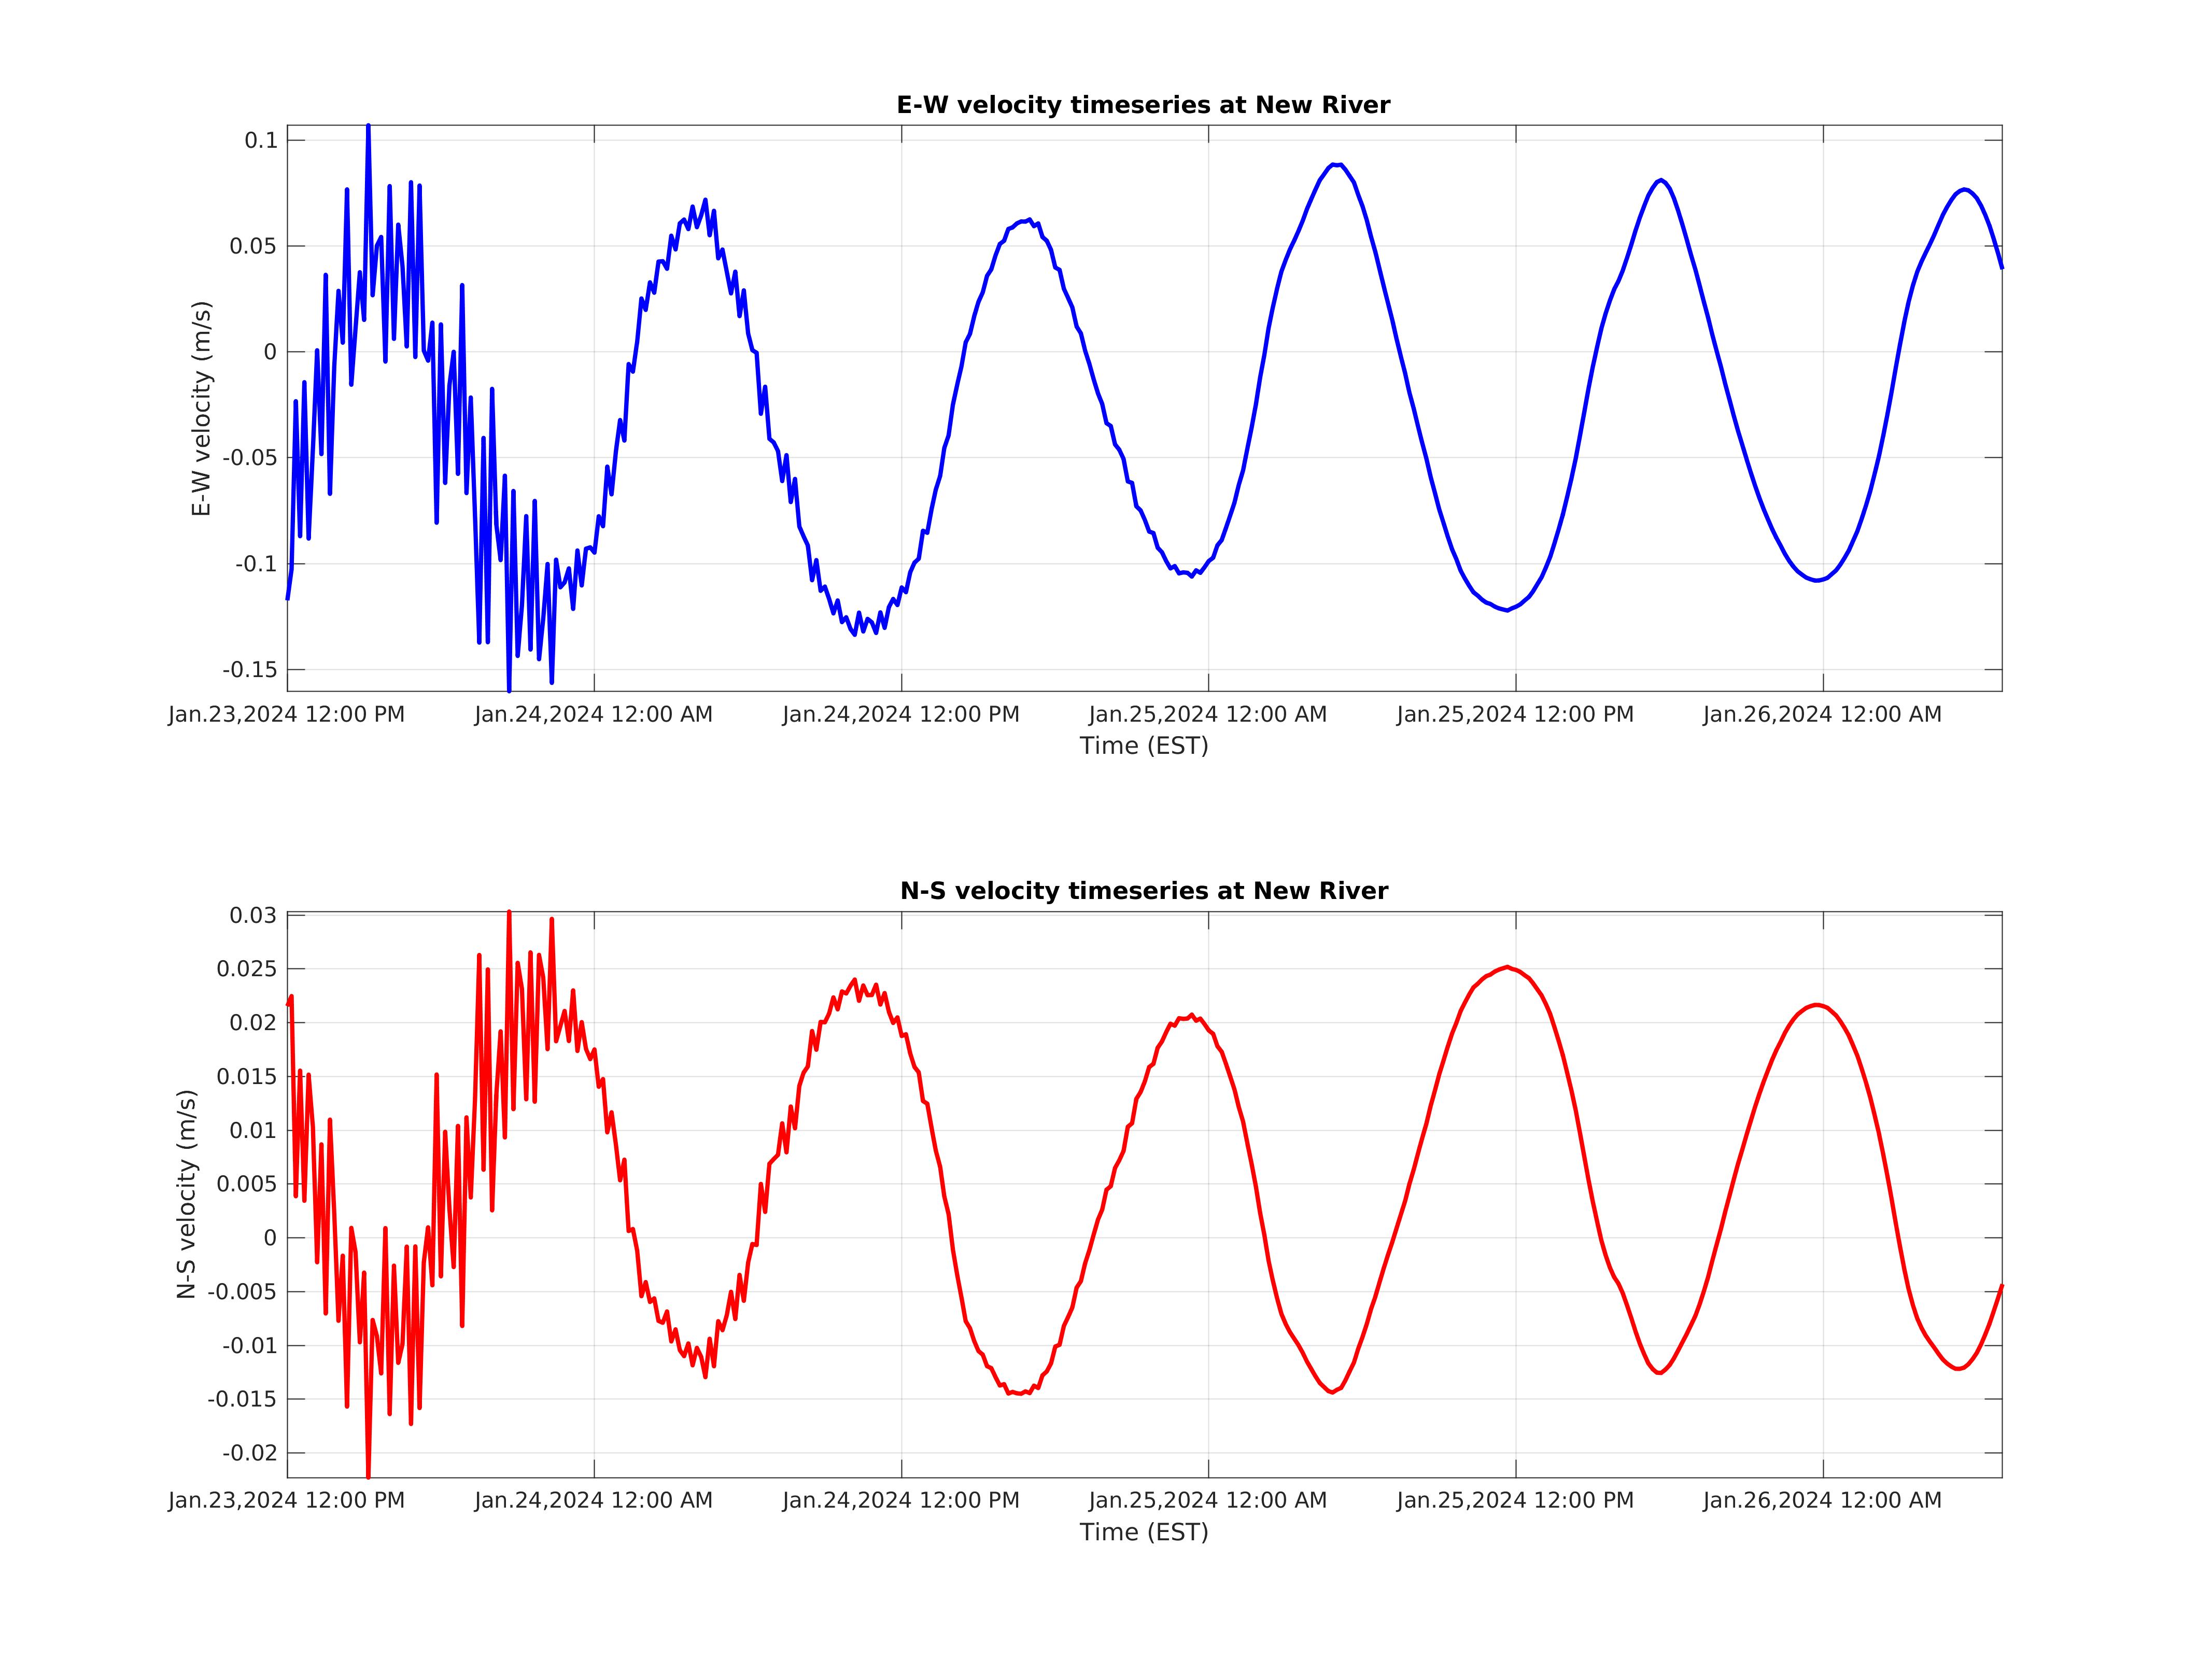 E-W velocity timeseries at New River
0.1
0.05
0
-0.05
-0.1
-0.15
E-W velocity (m/s)
Jan.23,2024 12:00 PM Jan.24,2024 12:00 AM Jan.24,2024 12:00 PM Jan.25,2024 12:00 AM Jan.25,2024 12:00 PM Jan.26,2024 12:00 AM
Time (EST)
N-S velocity timeseries at New River
0.03
0.025
0.02
0.015
0.01
0.005
0
-0.005
-0.01
-0.015
-0.02
N-S velocity (m/s)
Jan.23,2024 12:00 PM Jan.24,2024 12:00 AM Jan.24,2024 12:00 PM Jan.25,2024 12:00 AM Jan.25,2024 12:00 PM Jan.26,2024 12:00 AM
Time (EST)